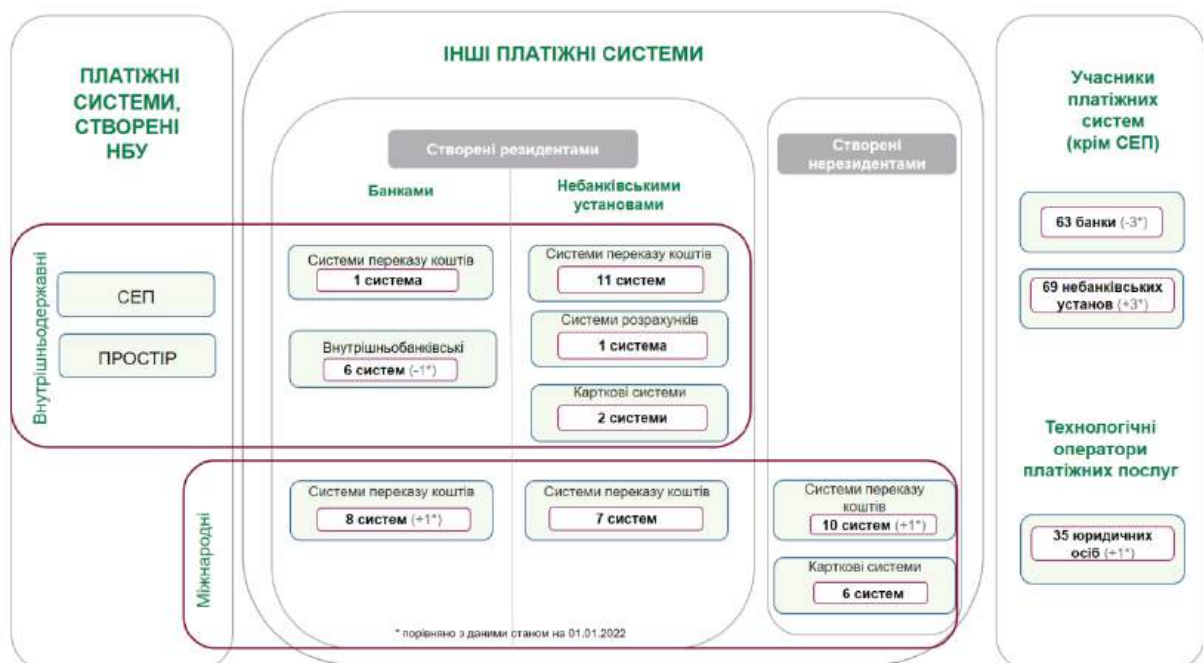 ПЛАТІЖНІ
СИСТЕМИ,
СТВОРЕНІ
НБУ
ІНШІ ПЛАТІЖНІ СИСТЕМИ
Створені резидентами
Банками
Небанківськими
установами
Створені
нерезидентами
Учасники
платіжних
систем
(крім СЕП)
63 банки (-3*)
69 небанківських
установ (+3*)
Внутрішньодержавні
СЕП
ПРОСТІР
Системи переказу коштів
1 система
Внутрішньобанківські
6 систем (-1*)
Системи переказу коштів
11 систем
Системи розрахунків
1 система
Карткові системи
2 системи
Технологічні
оператори
платіжних послуг
35 юридичних
осіб (+1*)
Міжнародні
Системи переказу коштів
8 систем (+1*)
Системи переказу коштів
7 систем
Системи переказу
коштів
10 систем (+1*)
Карткові системи
6 систем
* порівняно з даними станом на 01.01.2022